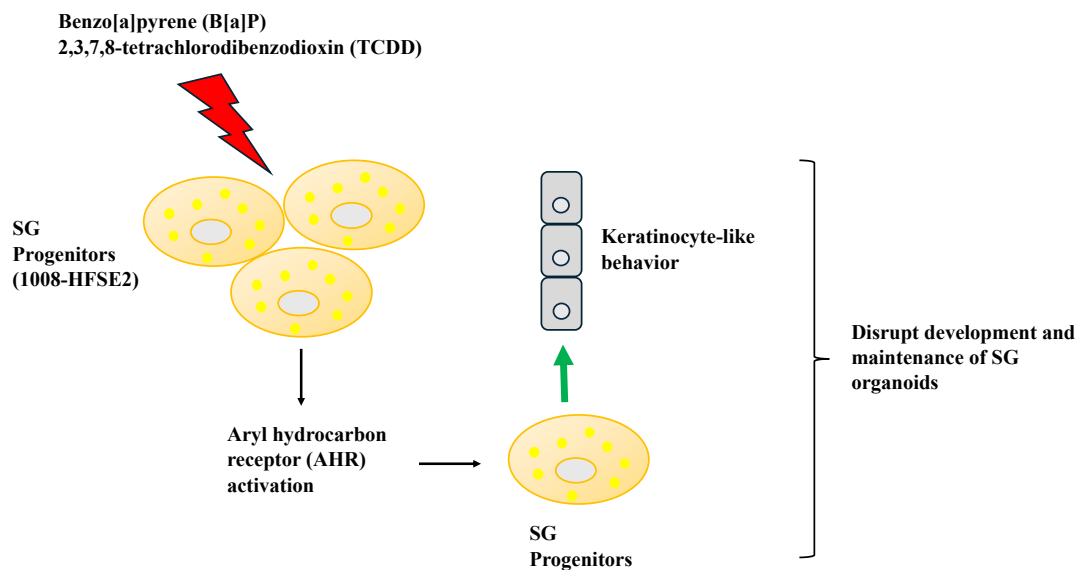 Benzo[a]pyrene (B[a]P)
2,3,7,8-tetrachlorodibenzodioxin (TCDD)
SG
Progenitors
(1008-HFSE2)
Keratinocyte-like
behavior
Disrupt development and
maintenance of SG
organoids
Aryl hydrocarbon
receptor (AHR)
activation
SG
Progenitors